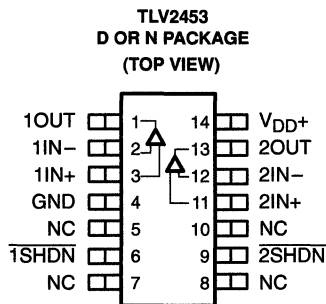 TLV2453
D OR N PACKAGE
(TOP VIEW)
1OUT 1 14 VDD+
1IN− 2 13 2OUT
1IN+ 3 12 2IN−
GND 4 11 2IN+
NC 5 10 NC
1SHDN 6 9 2SHDN
NC 7 8 NC